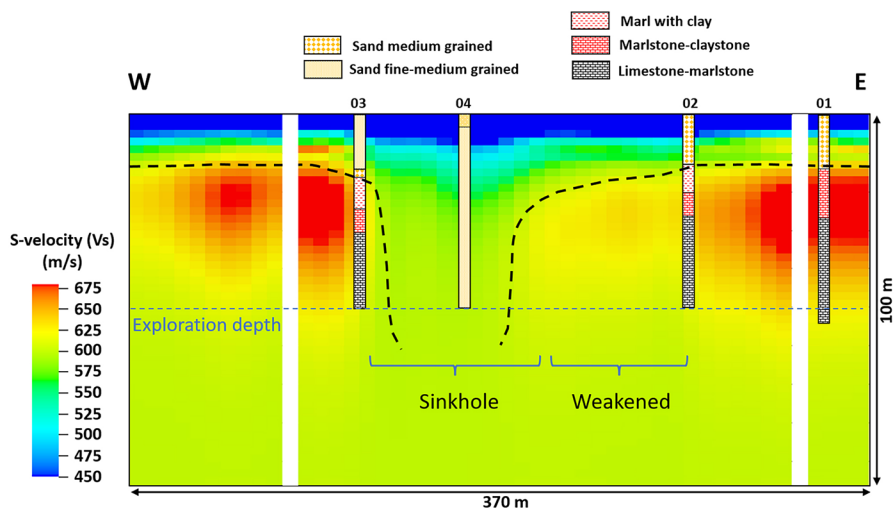 Marl with clay
Sand medium grained
Marlstone-claystone
Sand fine-medium grained
Limestone-marlstone
W
E
03
04
02
01
S-velocity (Vs)
(m/s)
675
650
625
600
575
550
525
500
475
450
Exploration depth
100 m
Sinkhole
Weakened
370 m